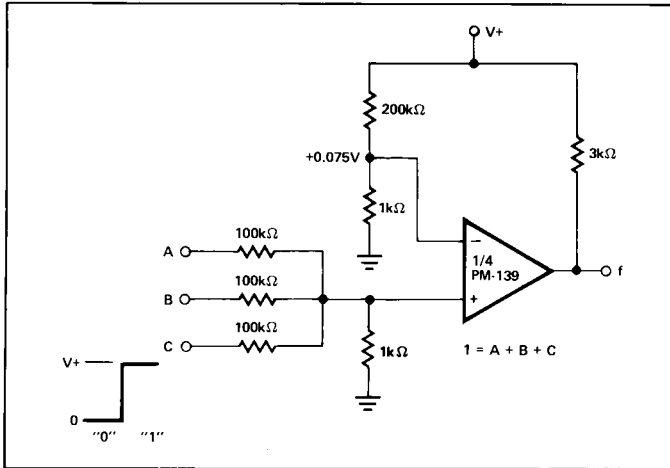 V+
200kΩ
+0.075V
3kΩ
1kΩ
100kΩ
A
1/4
PM-139
−
+
f
100kΩ
B
100kΩ
C
1kΩ
1 = A + B + C
V+
0
"0" "1"